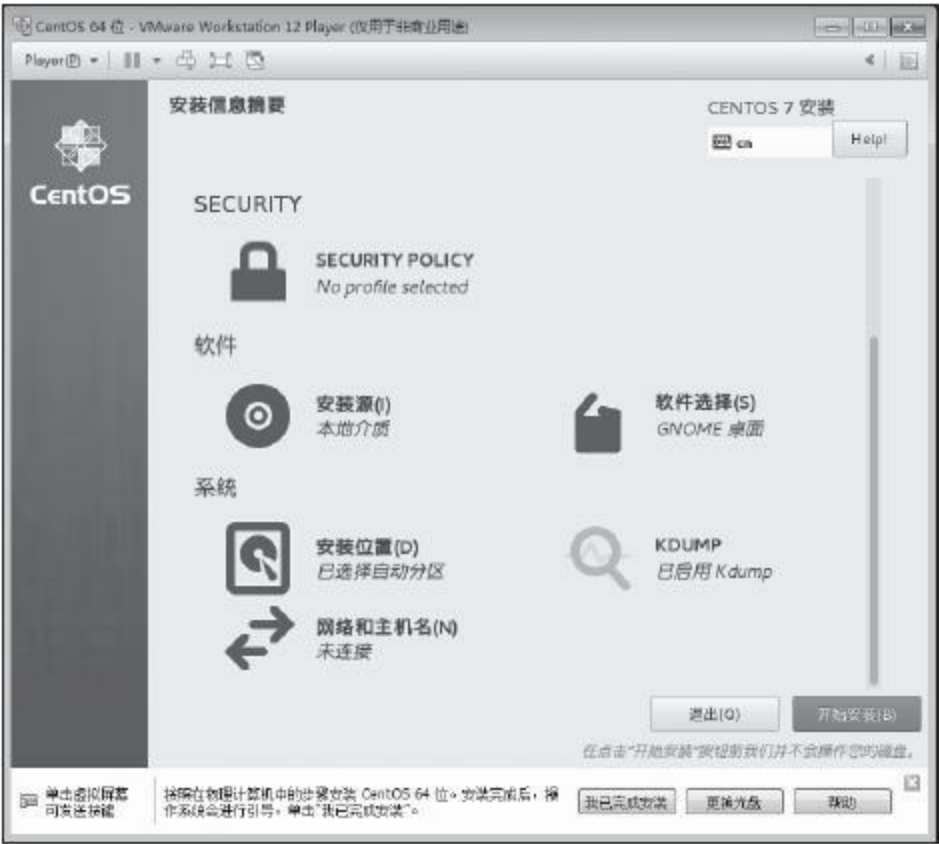 CentOS 64 位 - VMware Workstation 12 Player (仅用于非商业用途)
Player(P)
安装信息摘要
CENTOS 7 安装
cn
Help!
CentOS
SECURITY
SECURITY POLICY
No profile selected
软件
安装源(I)
本地介质
软件选择(S)
GNOME 桌面
系统
安装位置(D)
已选择自动分区
KDUMP
已启用 Kdump
网络和主机名(N)
未连接
退出(Q)
开始安装(B)
在点击"开始安装"按钮前我们并不会操作您的磁盘。
单击虚拟屏幕
可发送按键
按照在物理计算机中的步骤安装 CentOS 64 位。安装完成后，操
作系统会进行引导，单击"我已完成安装"。
我已完成安装
更换光盘
帮助